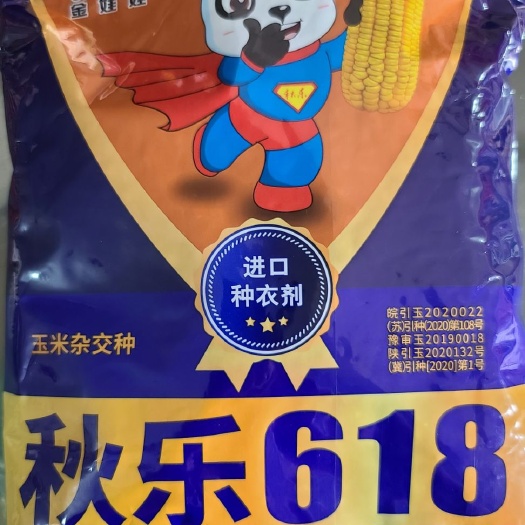 金娃娃
秋乐
进口
种衣剂
皖引玉2020022
(苏)引种[2020]第108号
豫审玉20190018
陕引玉2020132号
(冀)引种[2020]第1号
玉米杂交种
秋乐618